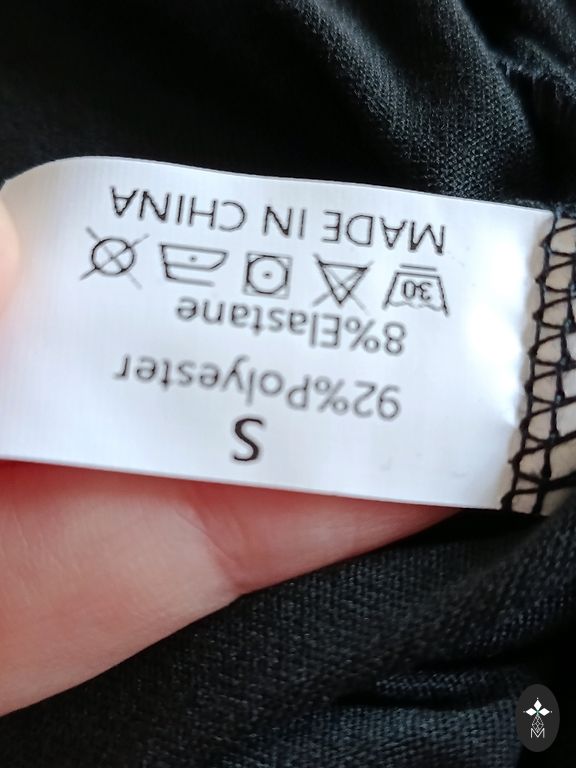 S
92%Polyester
8%Elastane
30
MADE IN CHINA
M